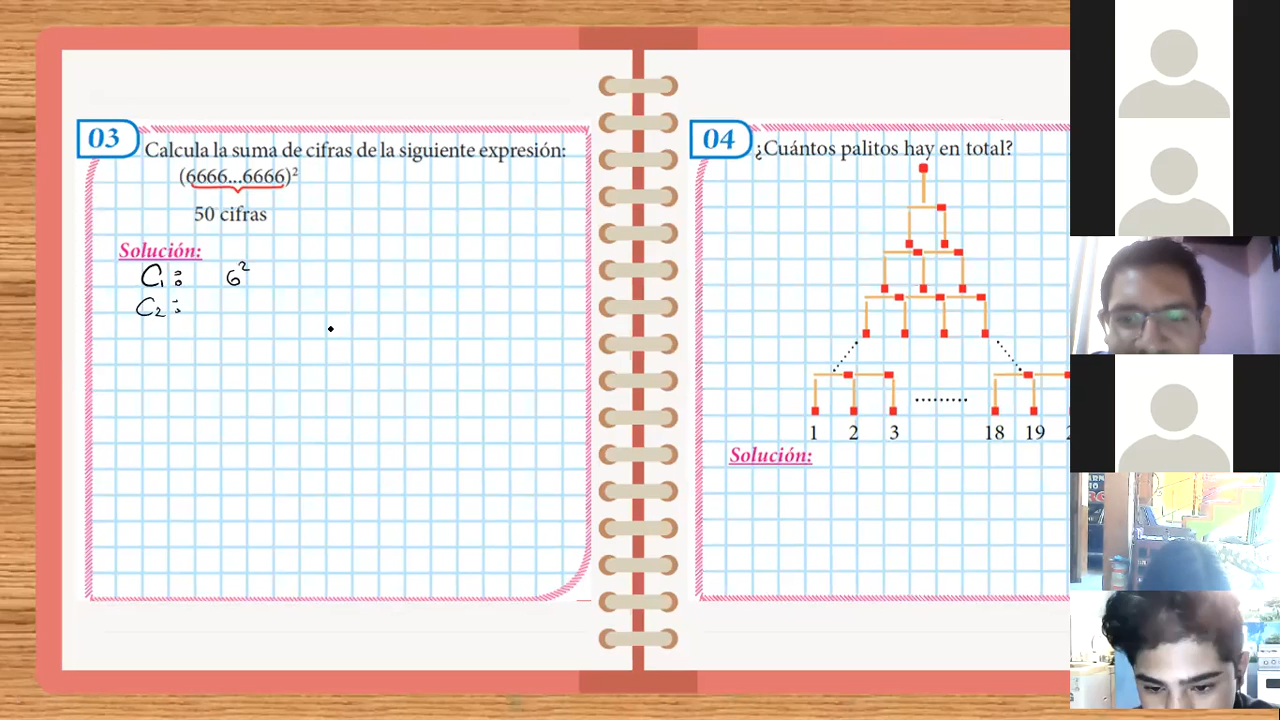 03
Calcula la suma de cifras de la siguiente expresión:
(6666...6666)²
50 cifras
Solución:
C₁: 6²
C₂:
04
¿Cuántos palitos hay en total?
.........
1 2 3 18 19
Solución: